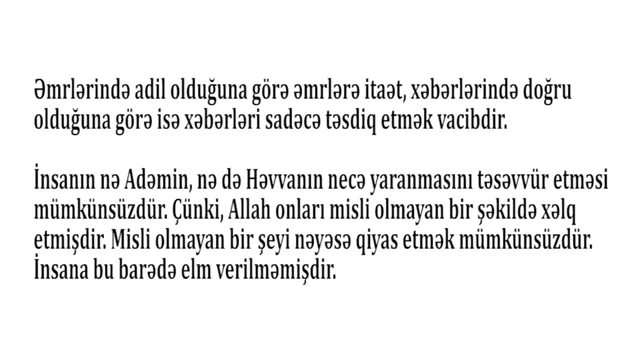 Əmrlərində adil olduğuna görə əmrlərə itaət, xəbərlərində doğru
olduğuna görə isə xəbərləri sadəcə təsdiq etmək vacibdir.
İnsanın nə Adəmin, nə də Həvvanın necə yaranmasını təsəvvür etməsi
mümkünsüzdür. Çünki, Allah onları misli olmayan bir şəkildə xəlq
etmişdir. Misli olmayan bir şeyi nəyəsə qiyas etmək mümkünsüzdür.
İnsana bu barədə elm verilməmişdir.